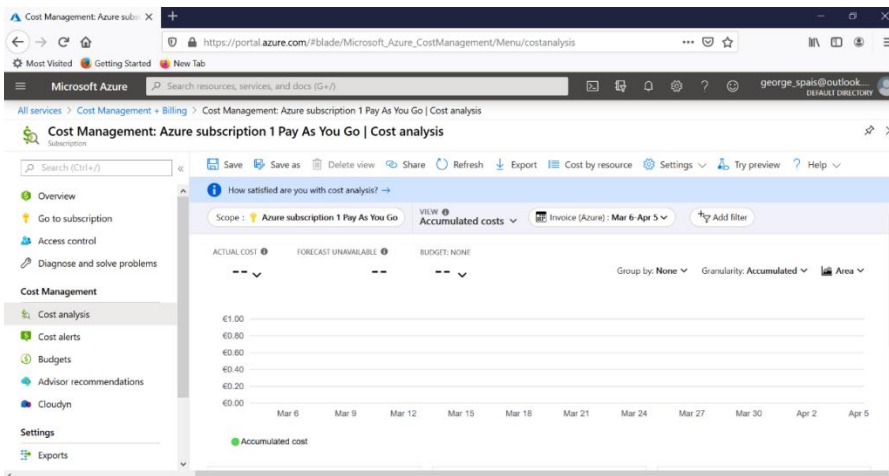 Cost Management: Azure subs
https://portal.azure.com/#blade/Microsoft_Azure_CostManagement/Menu/costanalysis
Most Visited Getting Started New Tab
Microsoft Azure Search resources, services, and docs (G+/) george_spais@outlook....
DEFAULT DIRECTORY
All services > Cost Management + Billing > Cost Management: Azure subscription 1 Pay As You Go | Cost analysis
Cost Management: Azure subscription 1 Pay As You Go | Cost analysis
Subscription
Search (Ctrl+/) « Save Save as Delete view Share Refresh Export Cost by resource Settings Try preview ? Help
How satisfied are you with cost analysis? →
Overview
Go to subscription
Access control
Diagnose and solve problems
Cost Management
Cost analysis
Cost alerts
Budgets
Advisor recommendations
Cloudyn
Settings
Exports
Scope : Azure subscription 1 Pay As You Go
VIEW
Accumulated costs
Invoice (Azure) : Mar 6-Apr 5
Add filter
ACTUAL COST FORECAST UNAVAILABLE BUDGET: NONE
-- -- --
Group by: None Granularity: Accumulated Area
€1.00
€0.80
€0.60
€0.40
€0.20
€0.00
Mar 6 Mar 9 Mar 12 Mar 15 Mar 18 Mar 21 Mar 24 Mar 27 Mar 30 Apr 2 Apr 5
Accumulated cost